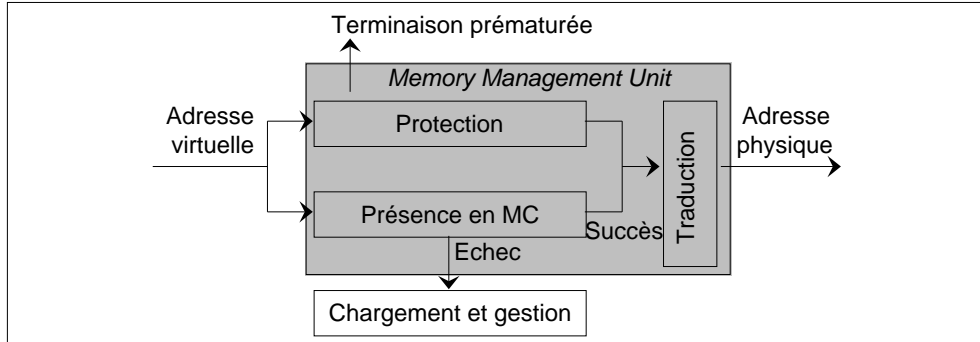 Terminaison prématurée
Memory Management Unit
Adresse
virtuelle
Protection
Adresse
physique
Traduction
Présence en MC
Succès
Echec
Chargement et gestion